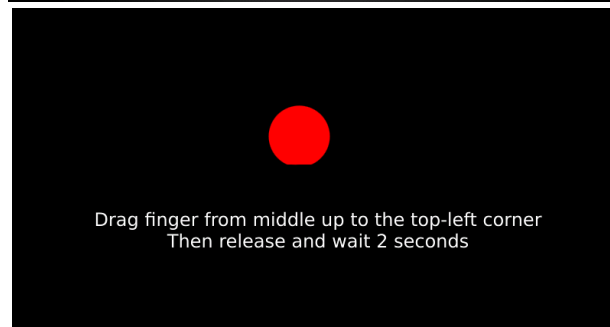 Drag finger from middle up to the top-left corner
Then release and wait 2 seconds